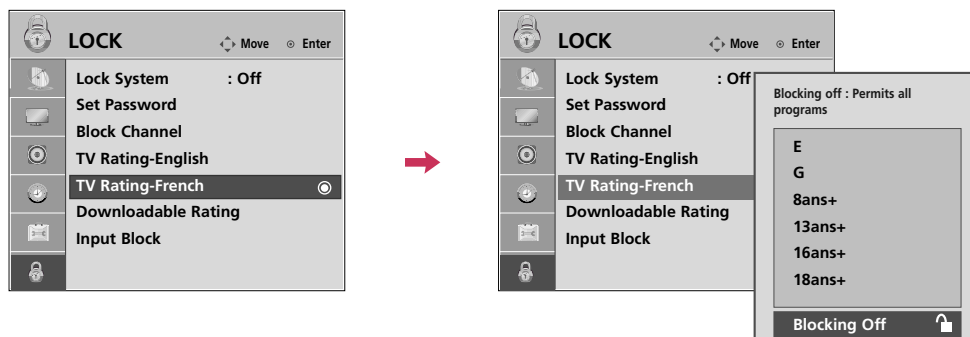 LOCK
Move
Enter
Lock System : Off
Set Password
Block Channel
TV Rating-English
TV Rating-French
Downloadable Rating
Input Block
LOCK
Move
Enter
Lock System : Off
Set Password
Block Channel
TV Rating-English
TV Rating-French
Downloadable Rating
Input Block
Blocking off : Permits all
programs
E
G
8ans+
13ans+
16ans+
18ans+
Blocking Off